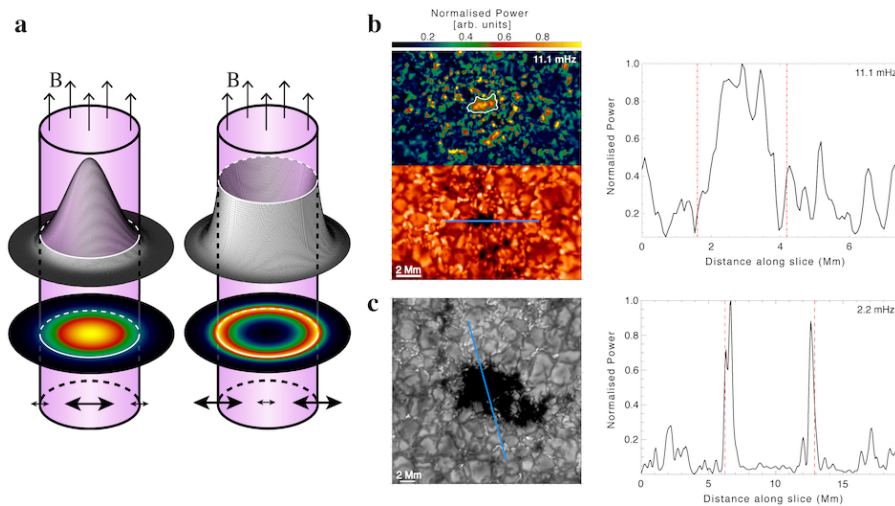 a
B
B
b
Normalised Power
[arb. units]
0.2 0.4 0.6 0.8
11.1 mHz
2 Mm
11.1 mHz
Normalised Power
1.0
0.8
0.6
0.4
0.2
0 2 4 6
Distance along slice (Mm)
c
2 Mm
2.2 mHz
Normalised Power
1.0
0.8
0.6
0.4
0.2
0 5 10 15
Distance along slice (Mm)